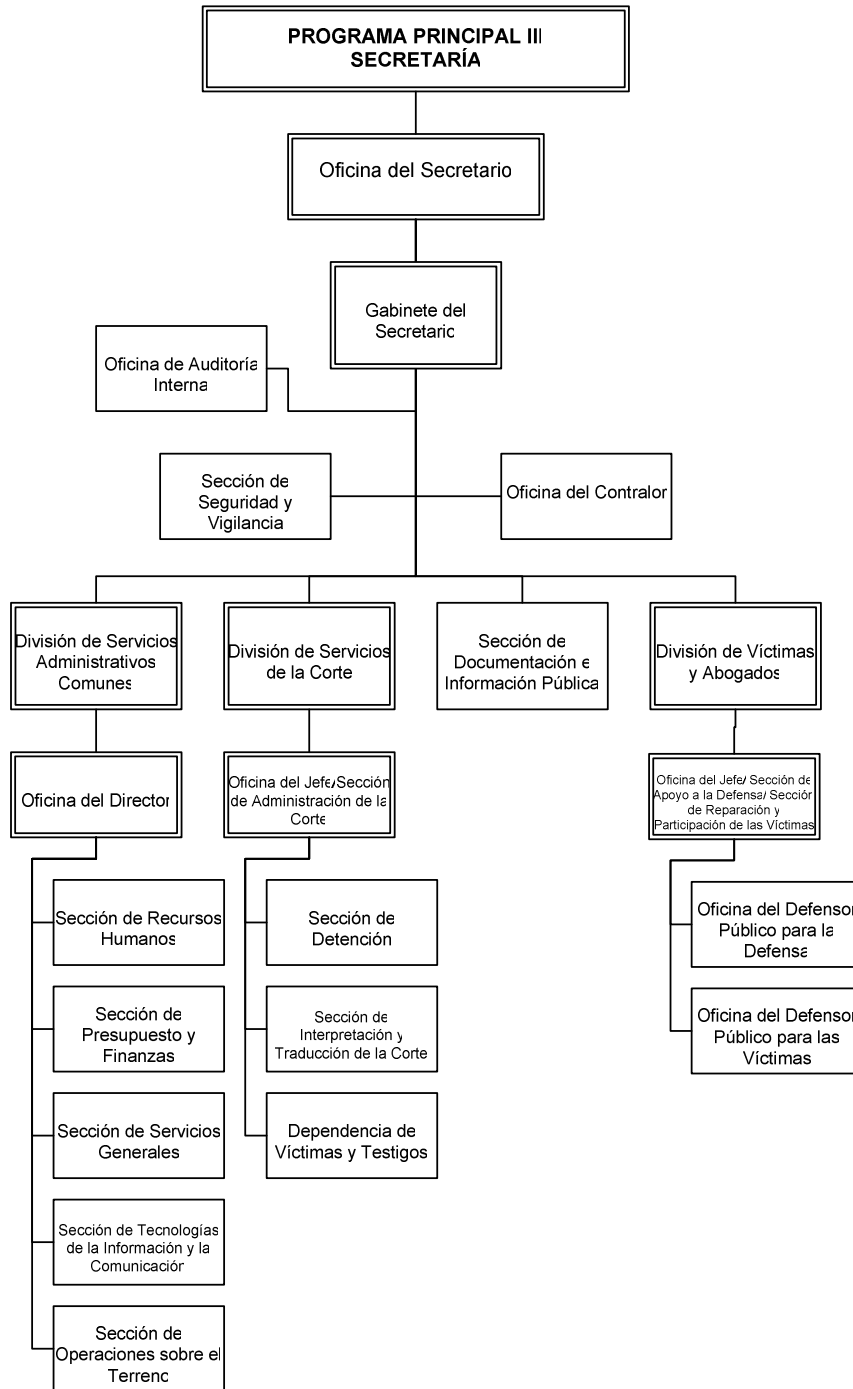 PROGRAMA PRINCIPAL III
SECRETARÍA
Oficina del Secretario
Gabinete del
Secretario
Oficina de Auditoría
Interna
Sección de
Seguridad y
Vigilancia
Oficina del Contralor
División de Servicios
Administrativos
Comunes
División de Servicios
de la Corte
Sección de
Documentación e
Información Pública
División de Víctimas
y Abogados
Oficina del Director
Oficina del Jefe/Sección
de Administración de la
Corte
Oficina del Jefe/ Sección de
Apoyo a la Defensa/ Sección
de Reparación y
Participación de las Víctimas
Sección de Recursos
Humanos
Sección de
Presupuesto y
Finanzas
Sección de Servicios
Generales
Sección de Tecnologías
de la Información y la
Comunicación
Sección de
Operaciones sobre el
Terreno
Sección de
Detención
Sección de
Interpretación y
Traducción de la Corte
Dependencia de
Víctimas y Testigos
Oficina del Defensor
Público para la
Defensa
Oficina del Defensor
Público para las
Víctimas